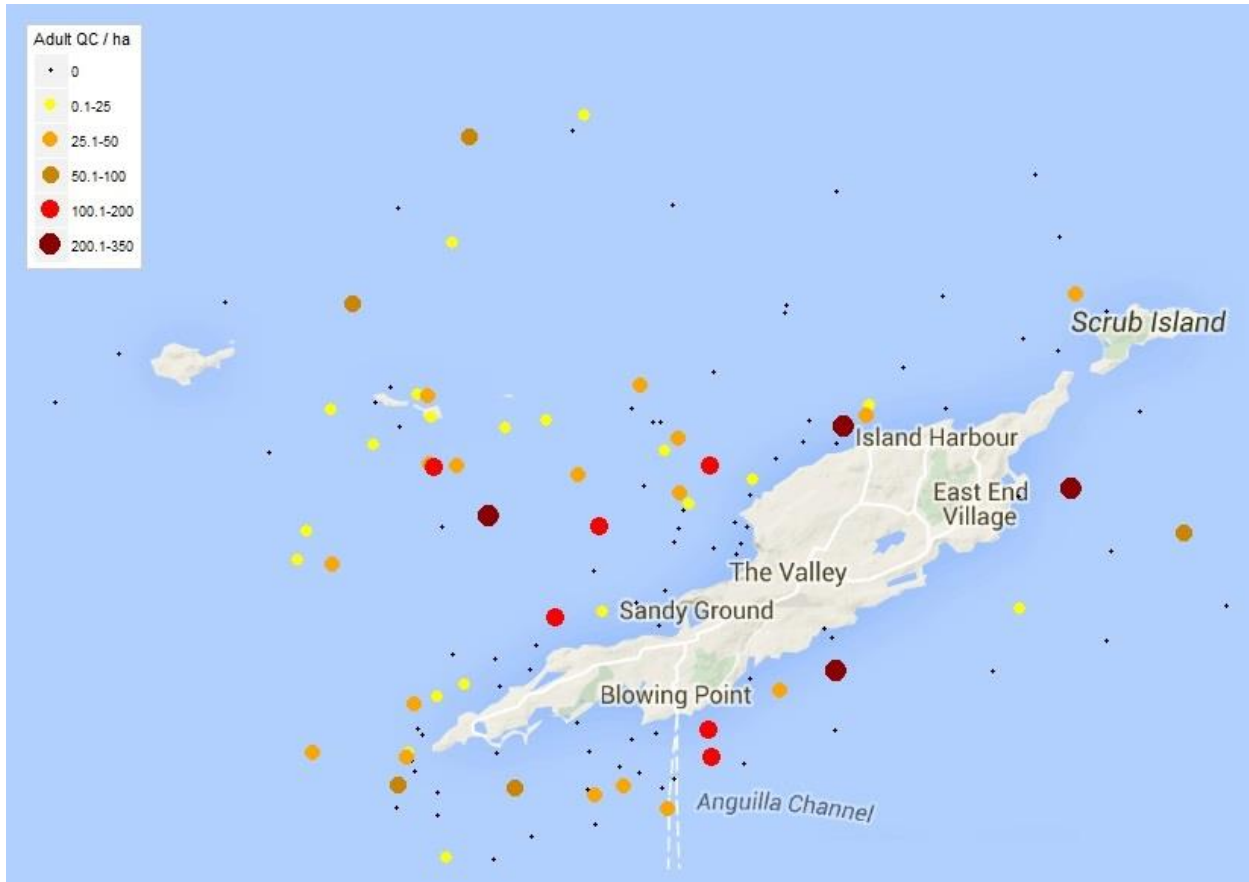 Adult QC / ha
0
0.1-25
25.1-50
50.1-100
100.1-200
200.1-350
Scrub Island
Island Harbour
East End
Village
The Valley
Sandy Ground
Blowing Point
Anguilla Channel